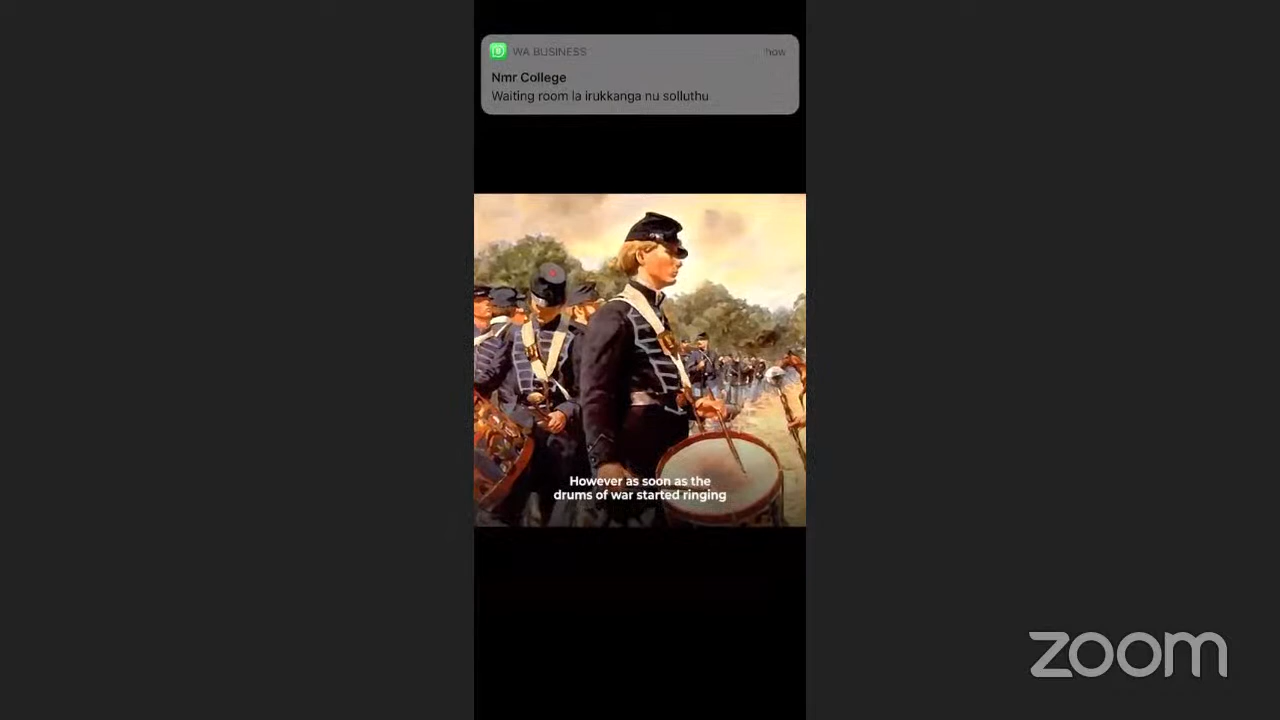 WA BUSINESS
now
Nmr College
Waiting room la irukkanga nu solluthu
However as soon as the
drums of war started ringing
zoom